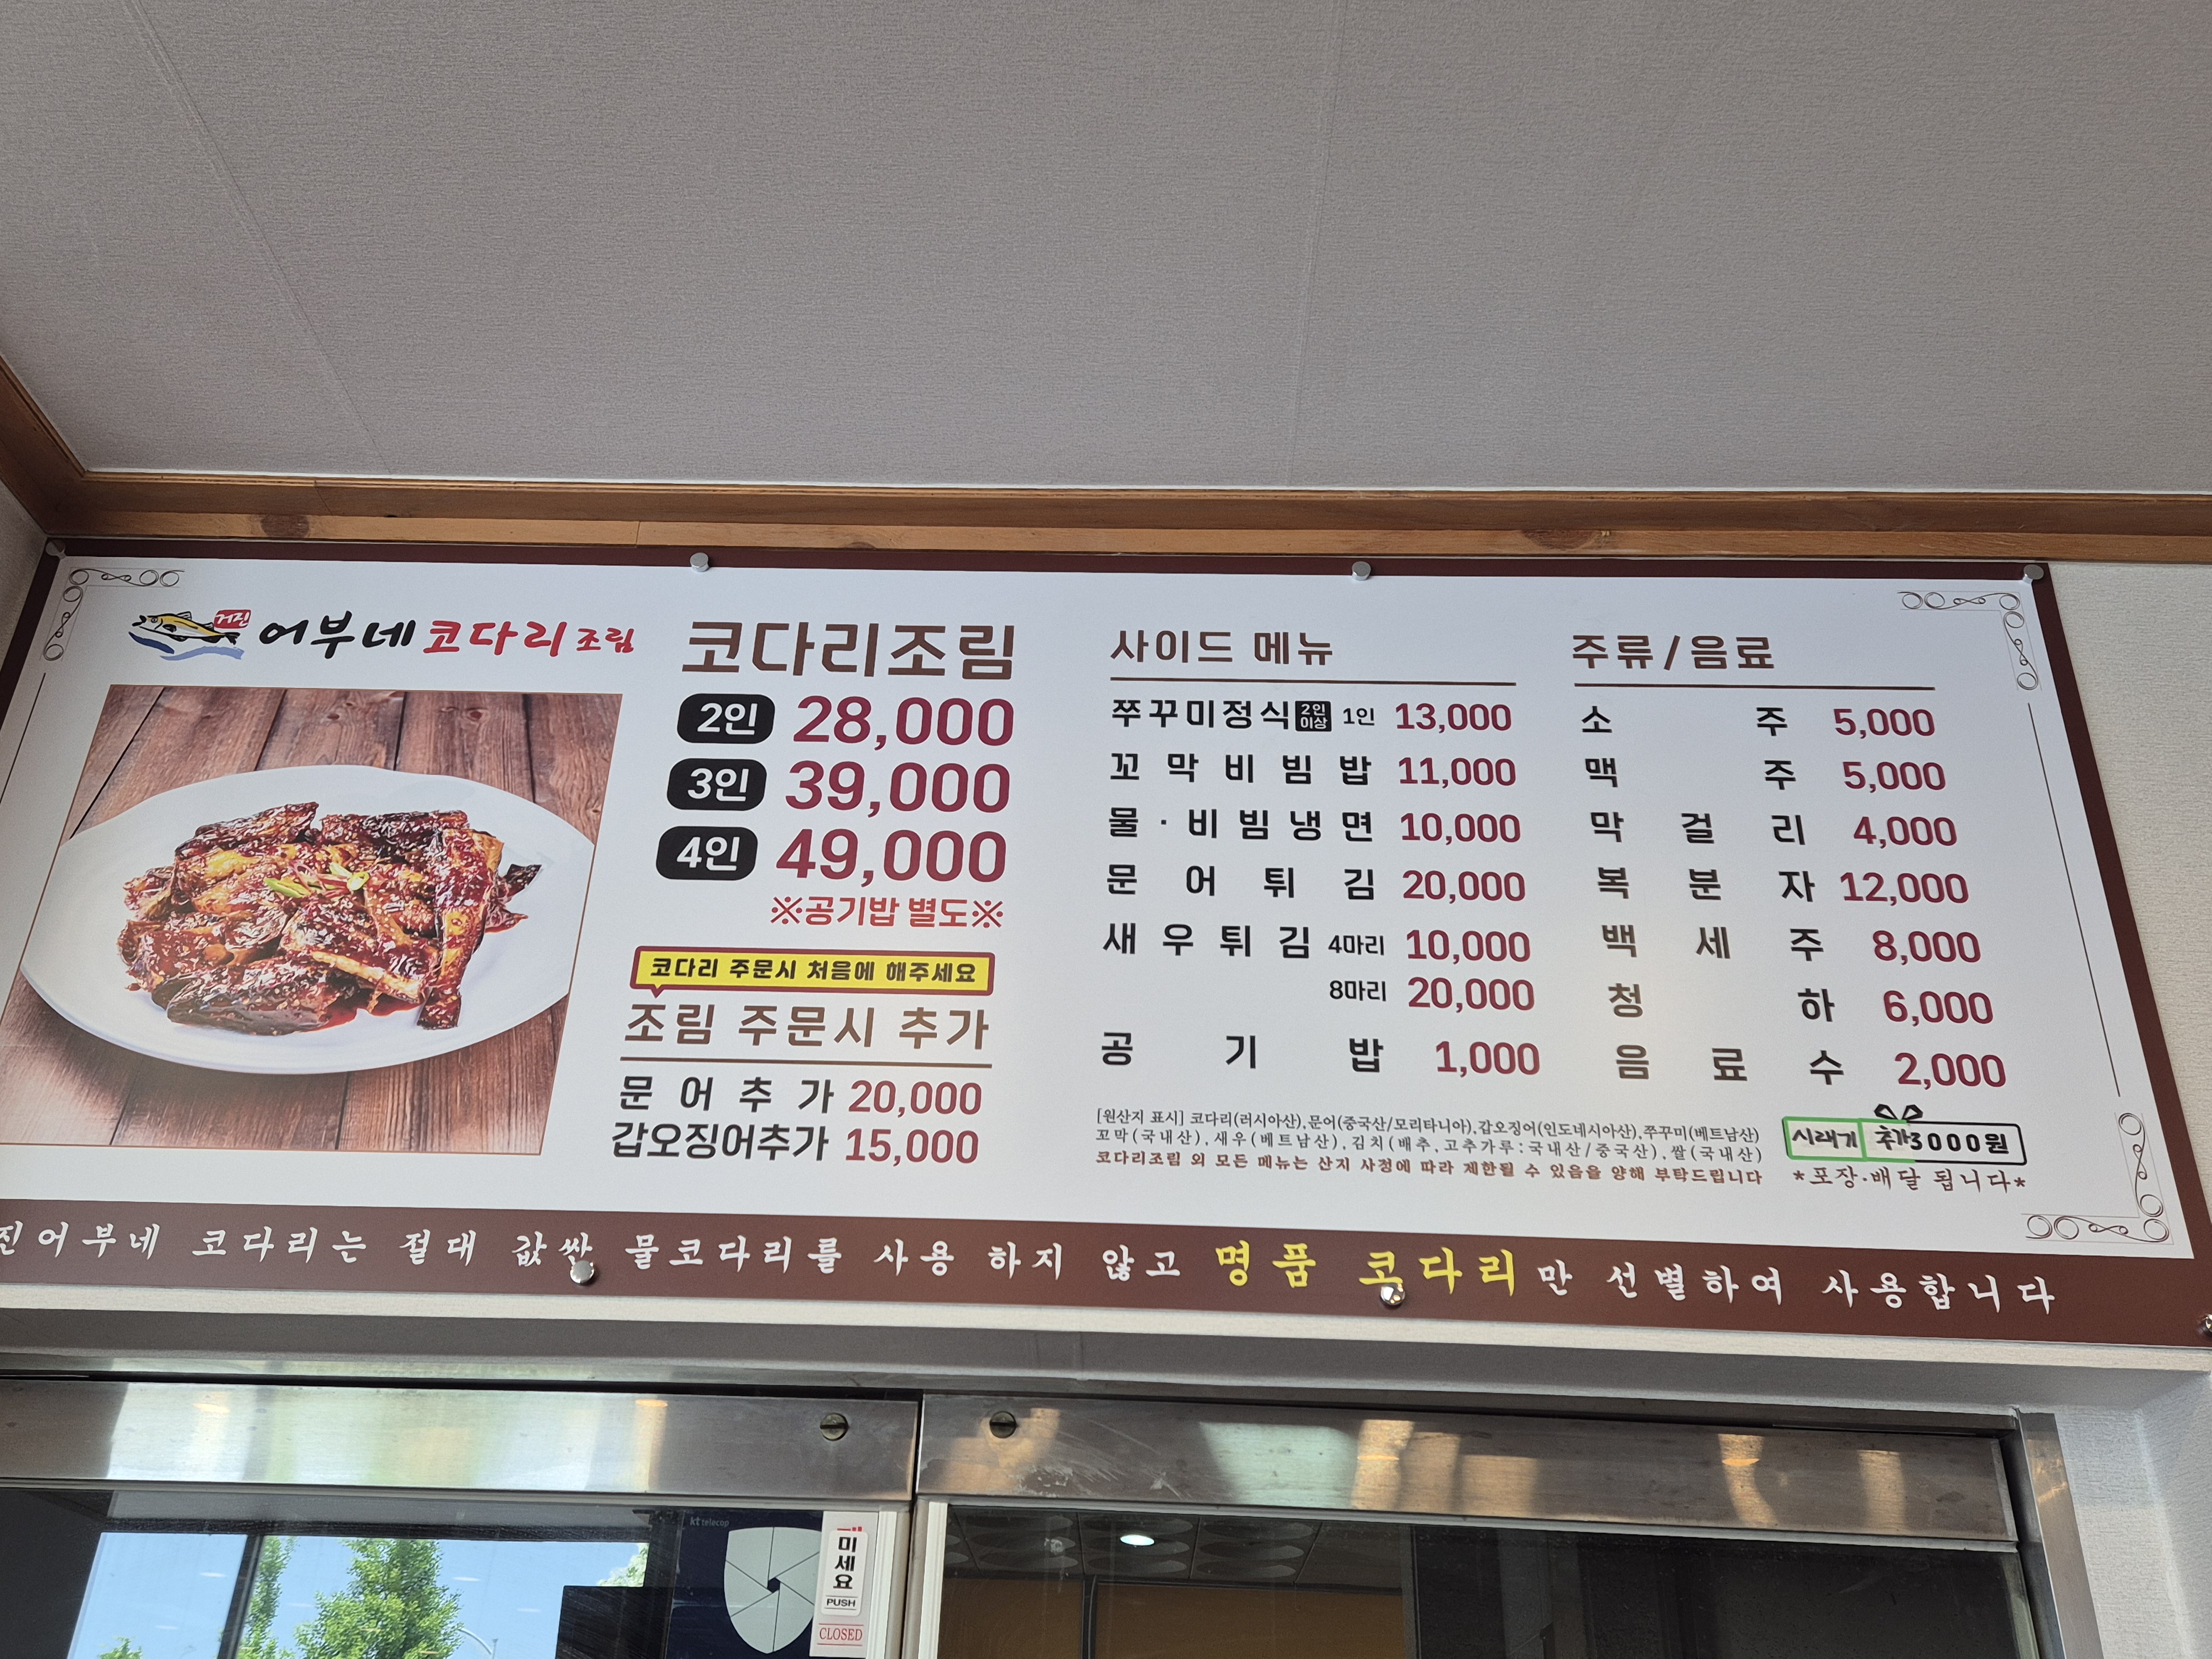 거진
어부네 코다리 조림
코다리조림
2인 28,000
3인 39,000
4인 49,000
※공기밥 별도※
코다리 주문시 처음에 해주세요
조림 주문시 추가
문어추가 20,000
갑오징어추가 15,000
사이드 메뉴
쭈꾸미정식 2인 이상 1인 13,000
꼬막비빔밥 11,000
물·비빔냉면 10,000
문어튀김 20,000
새우튀김 4마리 10,000
8마리 20,000
공기밥 1,000
[원산지 표시] 코다리(러시아산),문어(중국산/모리타니아),갑오징어(인도네시아산),쭈꾸미(베트남산)
꼬막(국내산), 새우(베트남산), 김치(배추, 고추가루:국내산/중국산), 쌀(국내산)
코다리조림 외 모든 메뉴는 산지 사정에 따라 제한될 수 있음을 양해 부탁드립니다
주류/음료
소주 5,000
맥주 5,000
막걸리 4,000
복분자 12,000
백세주 8,000
청하 6,000
음료수 2,000
시래기 추가 3000원
*포장·배달 됩니다*
진어부네 코다리는 절대 값싼 물코다리를 사용 하지 않고 명품 코다리만 선별하여 사용합니다
kt telecop
미세요
PUSH
CLOSED